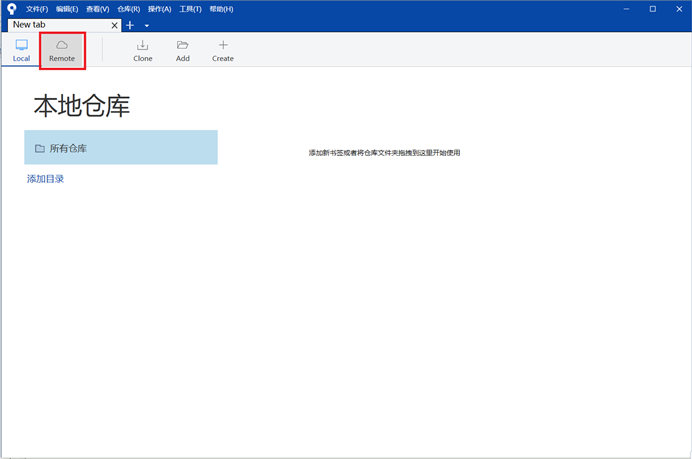 文件(F) 编辑(E) 查看(V) 仓库(R) 操作(A) 工具(T) 帮助(H)
New tab
Local Remote Clone Add Create
本地仓库
所有仓库
添加新书签或者将仓库文件夹拖拽到这里开始使用
添加目录